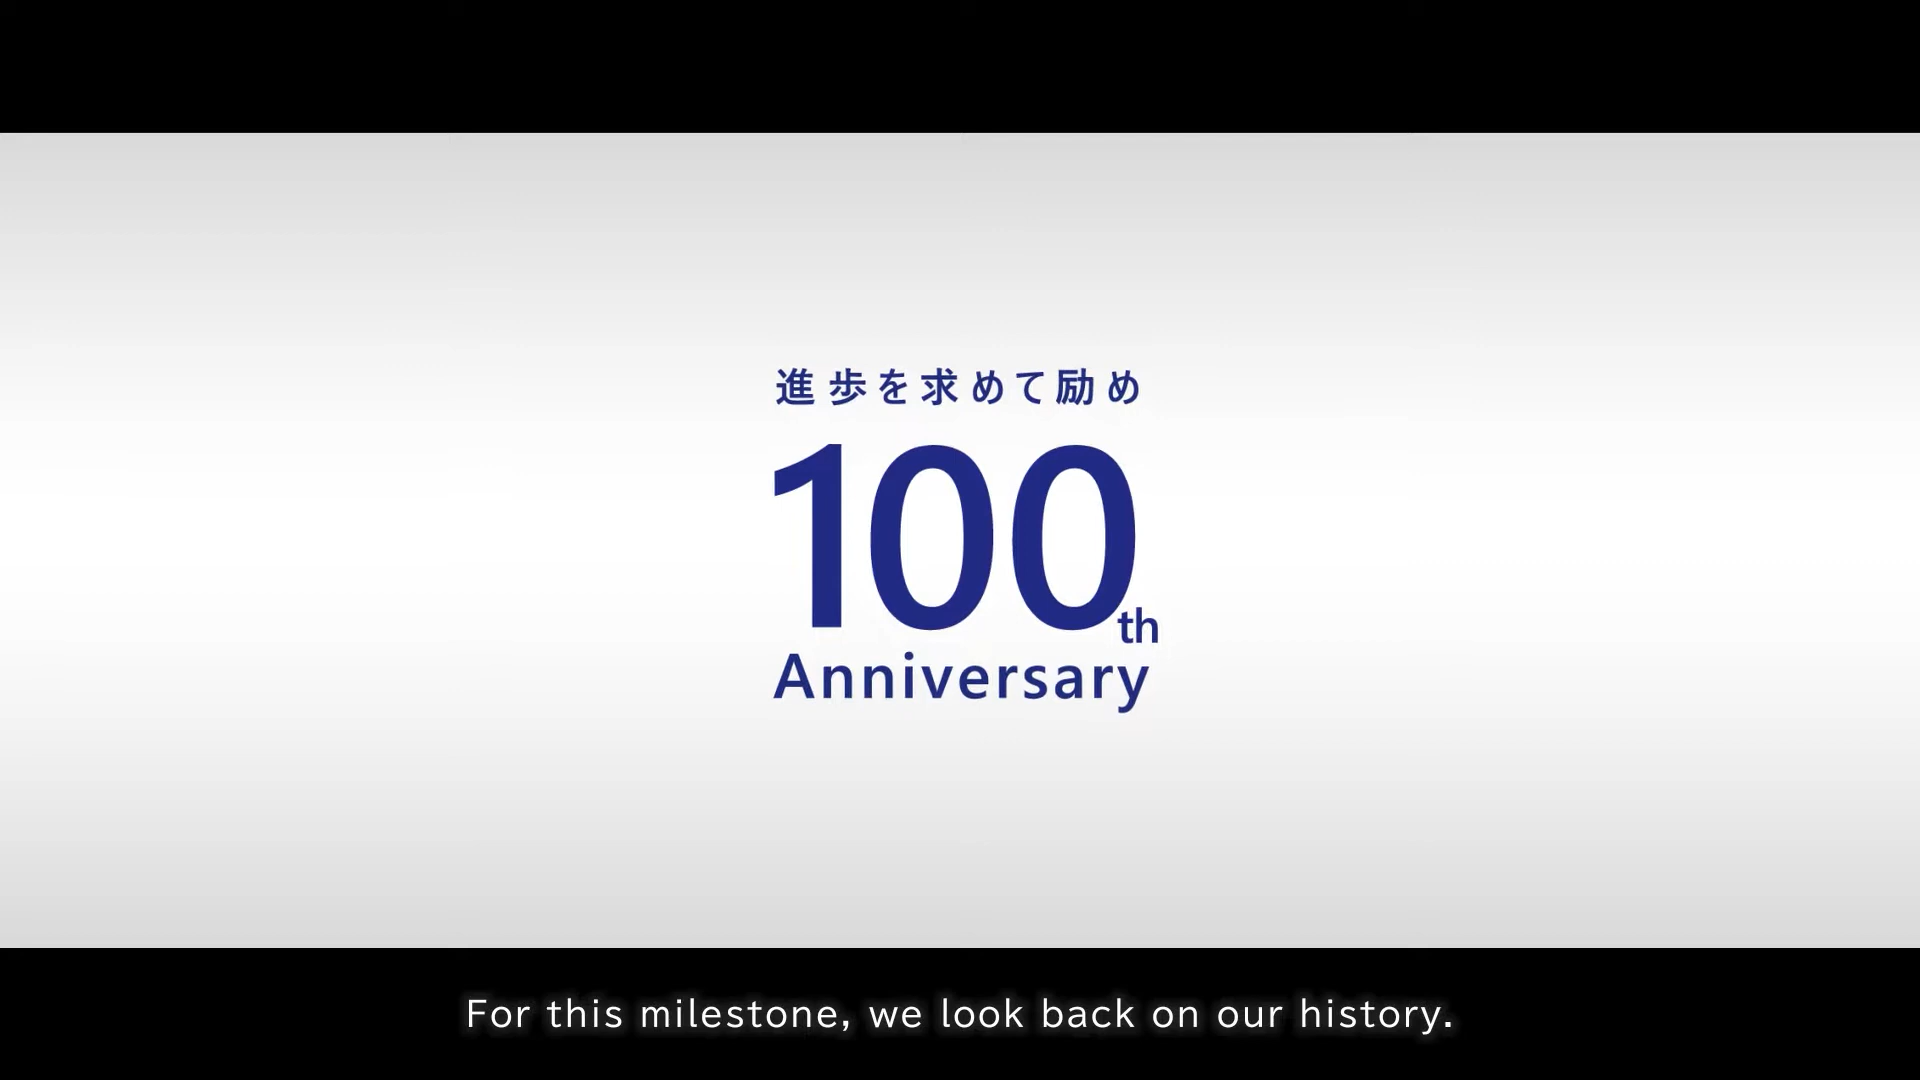 進歩を求めて励め
100th
Anniversary
For this milestone, we look back on our history.